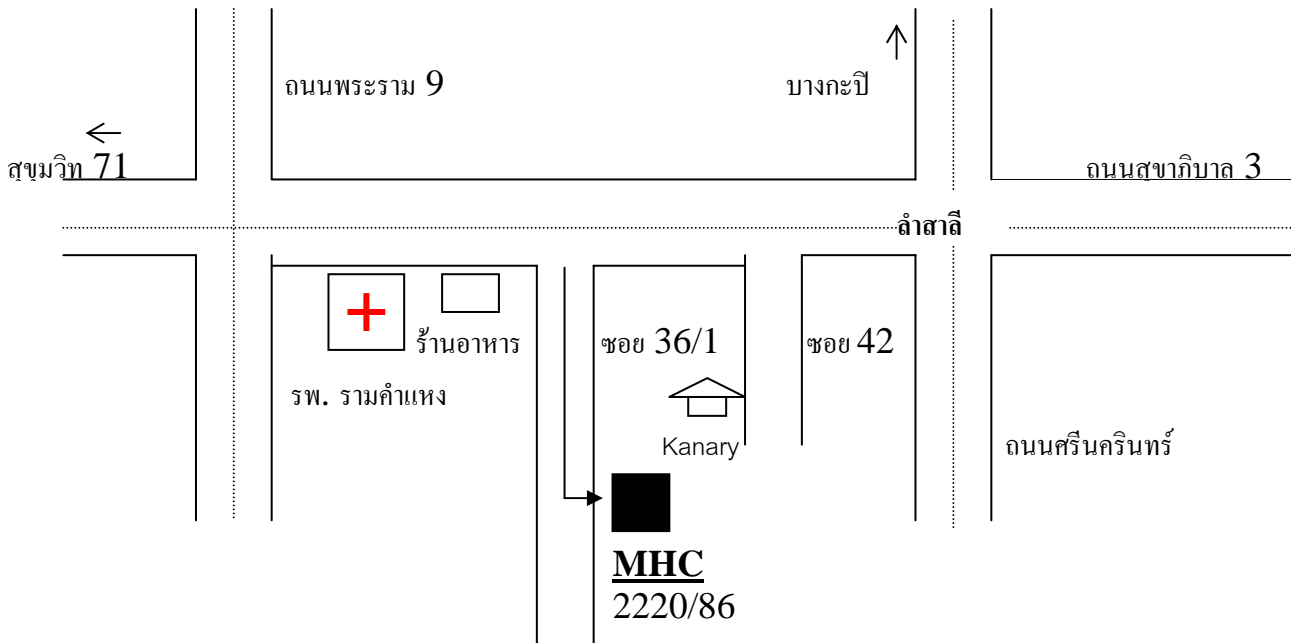 ถนนพระราม 9
บางกะปิ
สุขุมวิท 71
ถนนสุขาภิบาล 3
ลำสาลี
ร้านอาหาร
ซอย 36/1
ซอย 42
รพ. รามคำแหง
Kanary
ถนนศรีนครินทร์
MHC
2220/86